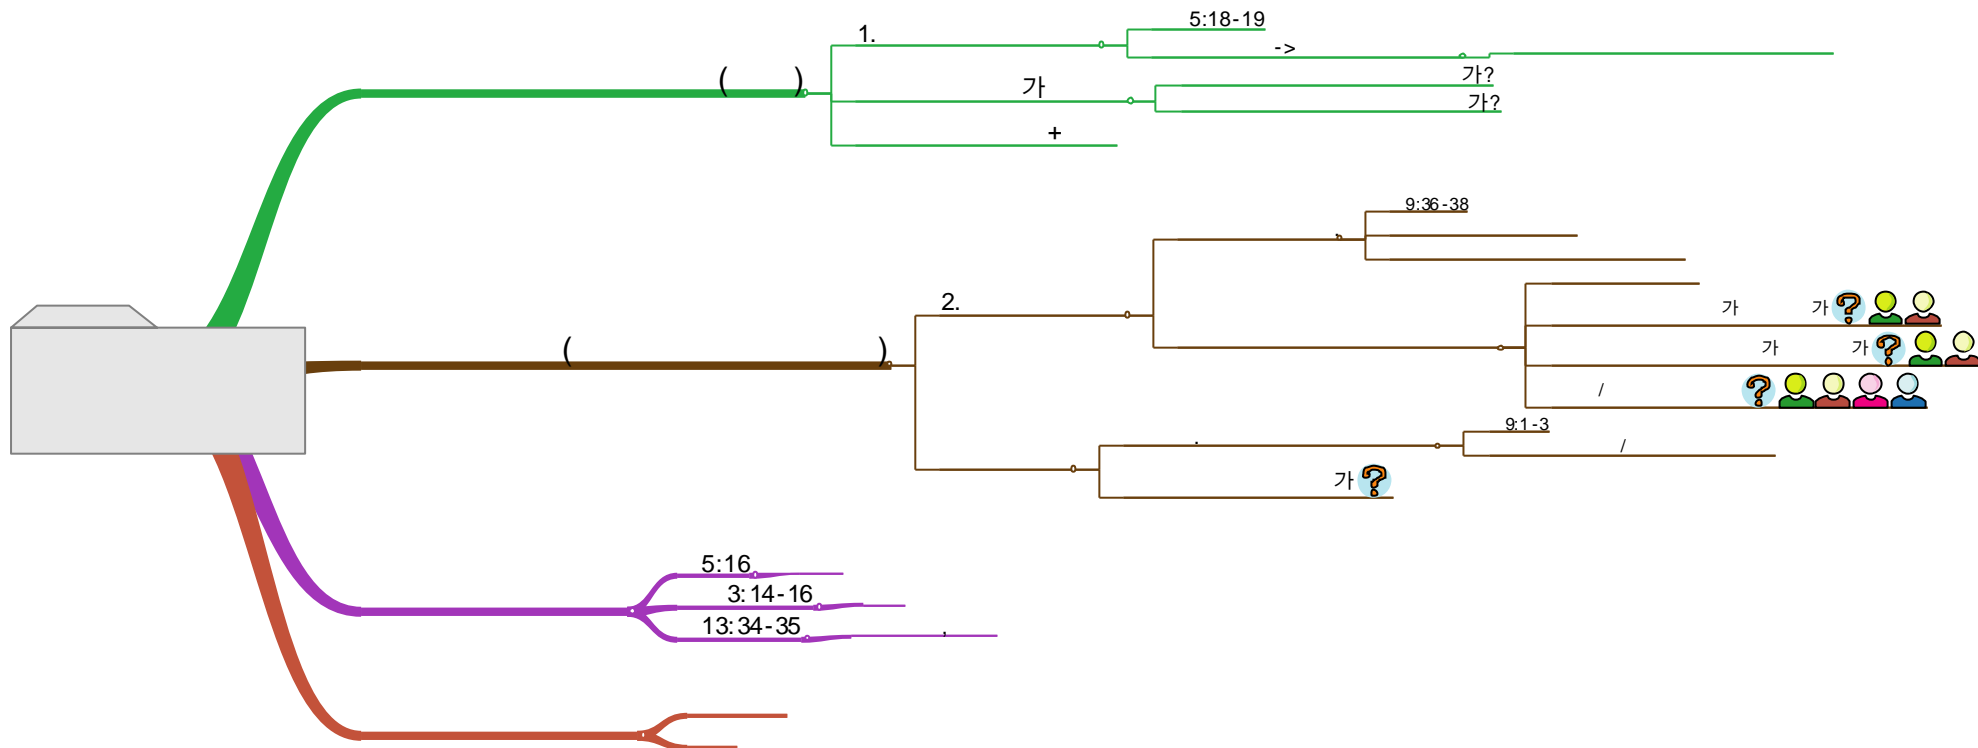 ( )
1.
5:18-19
->
가
가?
가?
+
( )
2.
9:36-38
가 가
가 가
/
.
9:1-3
/
가
5:16
3:14-16
13:34-35
,